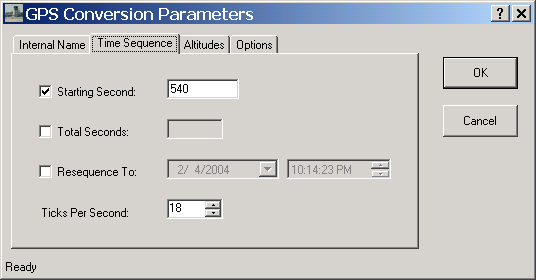 GPS Conversion Parameters
Internal Name Time Sequence Altitudes Options
Starting Second: 540
OK
Total Seconds:
Cancel
Resequence To: 2/ 4/2004 10:14:23 PM
Ticks Per Second: 18
Ready